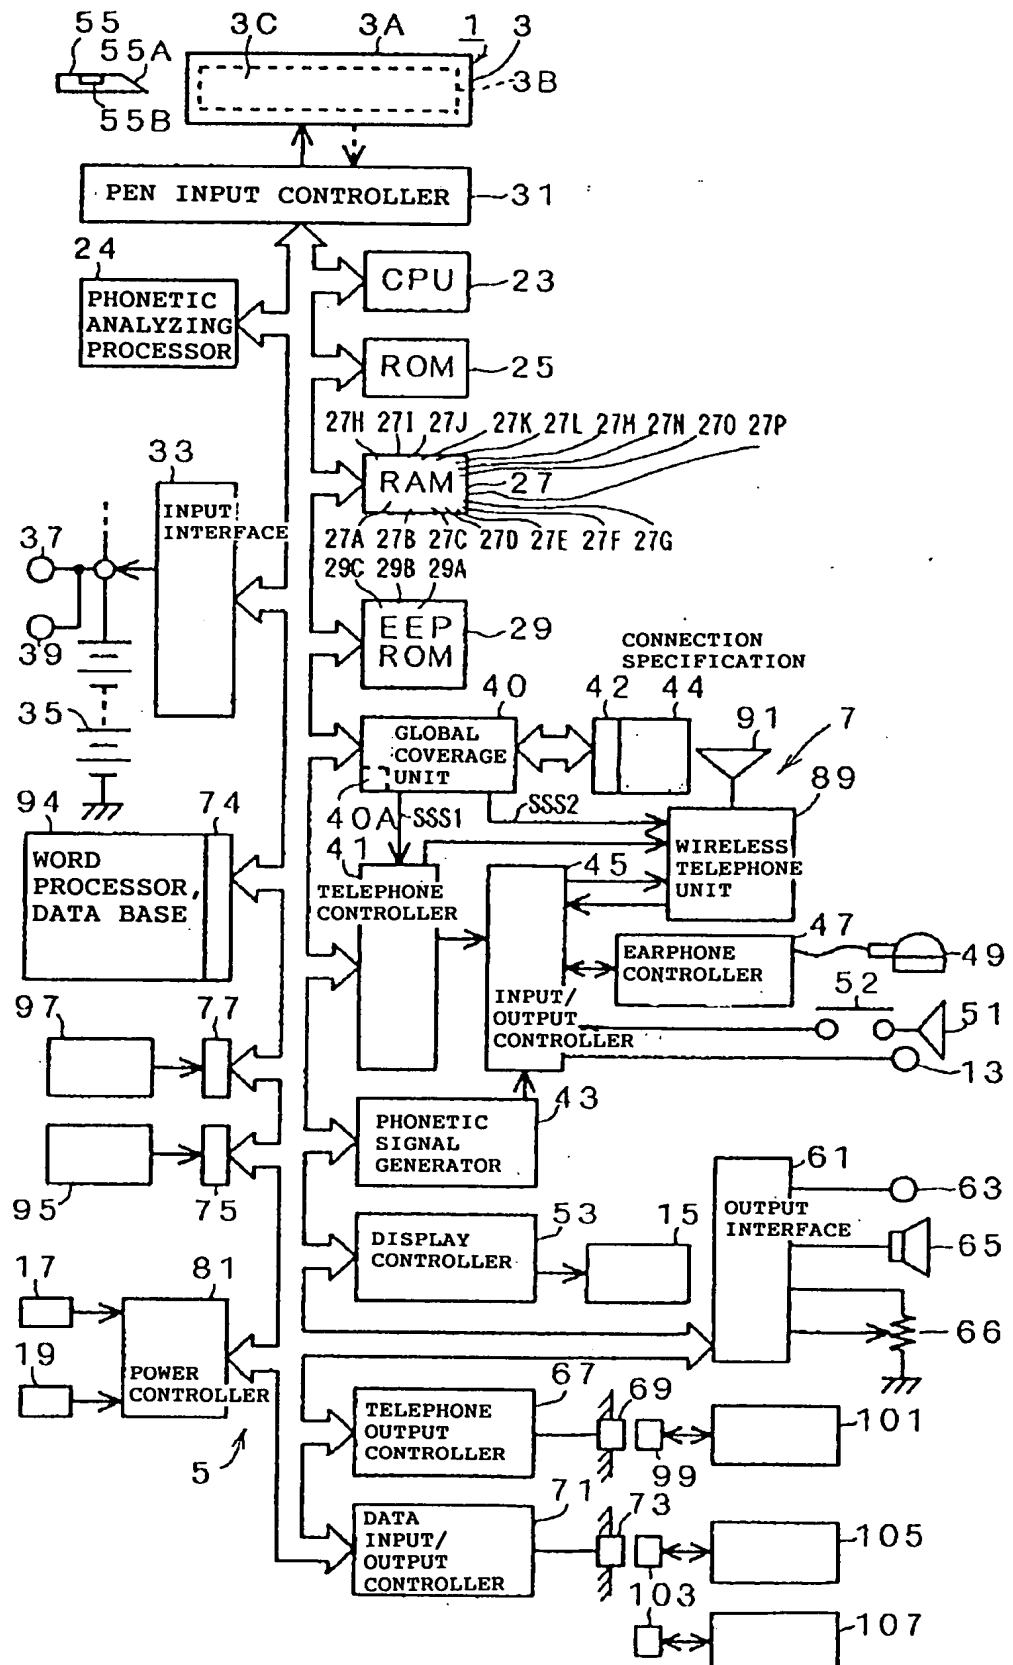 55 3C 3A 1 3
55A
3B
55B
PEN INPUT CONTROLLER 31
24
CPU 23
PHONETIC
ANALYZING
PROCESSOR
ROM 25
27H 27I 27J 27K 27L 27M 27N 27O 27P
33
RAM 27
INPUT
INTERFACE
27A 27B 27C 27D 27E 27F 27G
37
29C 29B 29A
EEP
ROM 29
39
CONNECTION
SPECIFICATION
40 42 44
35
91 7
GLOBAL
COVERAGE
UNIT
89
94 74
40A SSS1 SSS2
41 45
WORD
PROCESSOR,
DATA BASE
WIRELESS
TELEPHONE
UNIT
TELEPHONE
CONTROLLER
47
EARPHONE
CONTROLLER
49
52
97 77
INPUT/
OUTPUT
CONTROLLER
51
13
43
PHONETIC
SIGNAL
GENERATOR
61
95 75
63
OUTPUT
INTERFACE
53 15
DISPLAY
CONTROLLER
65
17 81
66
19
POWER
CONTROLLER
67 69
TELEPHONE
OUTPUT
CONTROLLER
101
5
99
71 73
DATA
INPUT/
OUTPUT
CONTROLLER
105
103
107